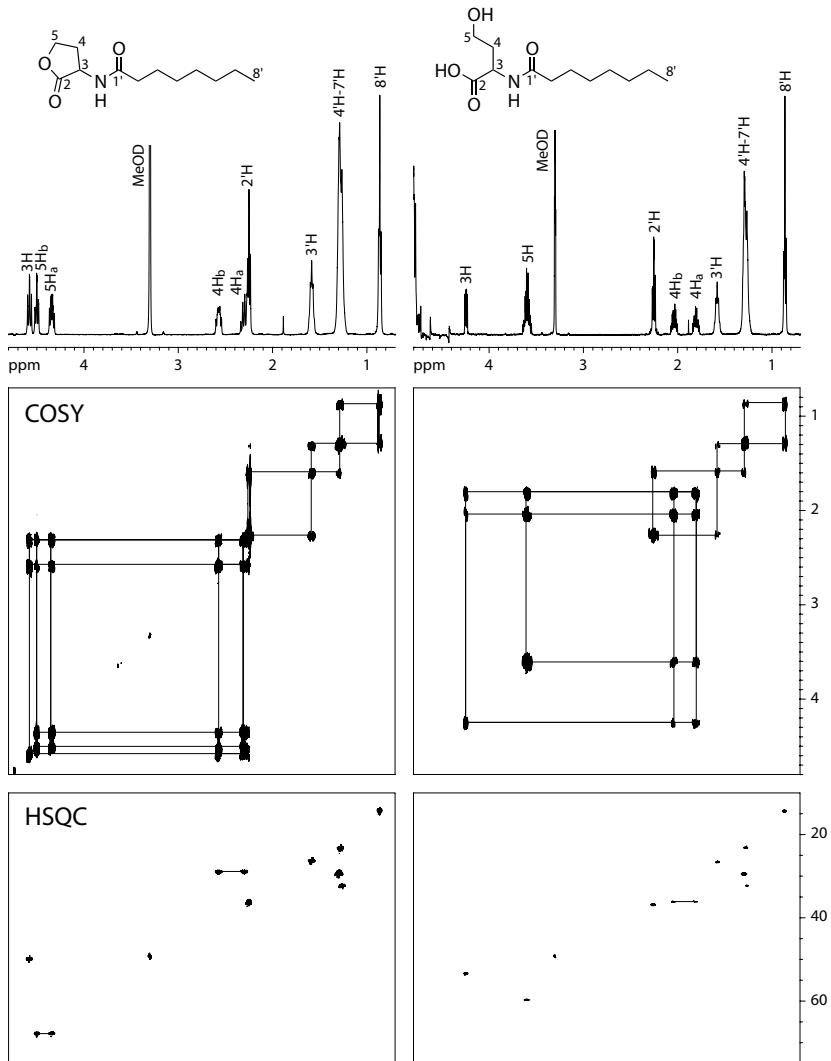 5
4
O
O
3
2
1'
8'
O
N
H
OH
5
4
O
3
HO
2
1'
8'
O
N
H
3H
5Hb
5Ha
MeOD
4Hb
4Ha
2'H
3'H
4'H-7'H
8'H
3H
5H
MeOD
2'H
4Hb
4Ha
3'H
4'H-7'H
8'H
ppm 4 3 2 1
ppm 4 3 2 1
COSY
1
2
3
4
HSQC
20
40
60